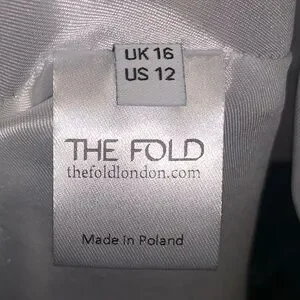 UK 16
US 12
THE FOLD
thefoldlondon.com
Made in Poland